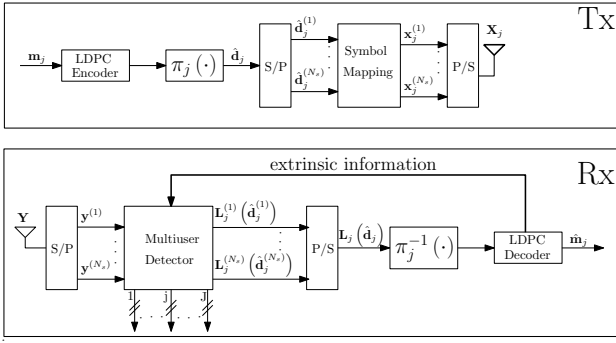 Tx
m_j
LDPC
Encoder
π_j (·)
d̂_j
S/P
d̂_j^(1)
d̂_j^(N_s)
Symbol
Mapping
x_j^(1)
x_j^(N_s)
P/S
X_j
Rx
extrinsic information
Y
S/P
y^(1)
y^(N_s)
Multiuser
Detector
L_j^(1) (d̂_j^(1))
L_j^(N_s) (d̂_j^(N_s))
P/S
L_j (d̂_j)
π_j^{-1} (·)
LDPC
Decoder
m̂_j
1 j J